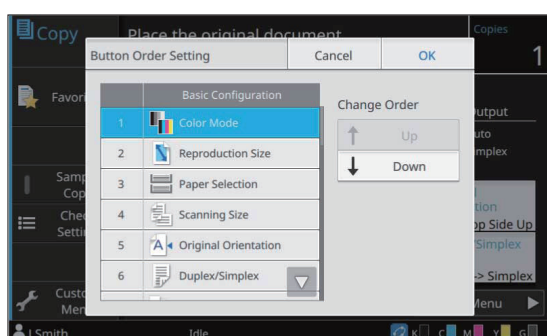 Copy
Place the original document
Copies
1
Button Order Setting
Cancel
OK
Favori
Basic Configuration
Change Order
1 Color Mode
Up
2 Reproduction Size
Down
3 Paper Selection
4 Scanning Size
5 Original Orientation
6 Duplex/Simplex
Samp
Cop
Chec
Settin
Custo
Men
utput
uto
mplex
tion
op Side Up
Simplex
-> Simplex
Menu
J.Smith
Idle
K C M Y G